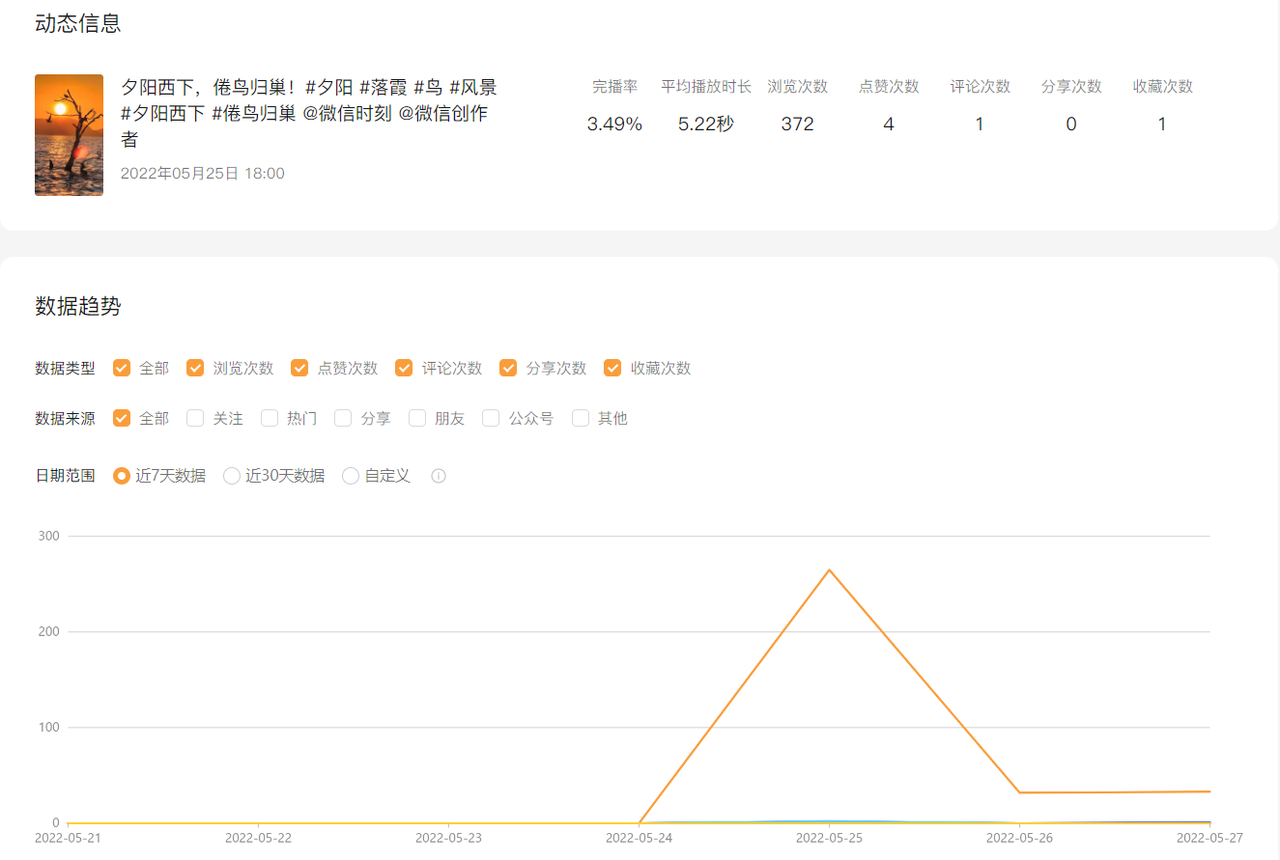 动态信息
夕阳西下，倦鸟归巢！#夕阳 #落霞 #鸟 #风景
#夕阳西下 #倦鸟归巢 @微信时刻 @微信创作
者
2022年05月25日 18:00
完播率 平均播放时长 浏览次数 点赞次数 评论次数 分享次数 收藏次数
3.49% 5.22秒 372 4 1 0 1
数据趋势
数据类型 全部 浏览次数 点赞次数 评论次数 分享次数 收藏次数
数据来源 全部 关注 热门 分享 朋友 公众号 其他
日期范围 近7天数据 近30天数据 自定义
300
200
100
0
2022-05-21 2022-05-22 2022-05-23 2022-05-24 2022-05-25 2022-05-26 2022-05-27